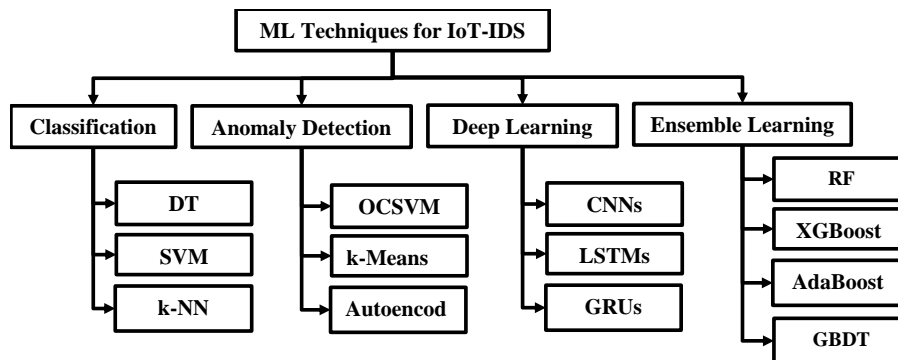 ML Techniques for IoT-IDS
Classification
Anomaly Detection
Deep Learning
Ensemble Learning
DT
SVM
k-NN
OCSVM
k-Means
Autoencod
CNNs
LSTMs
GRUs
RF
XGBoost
AdaBoost
GBDT